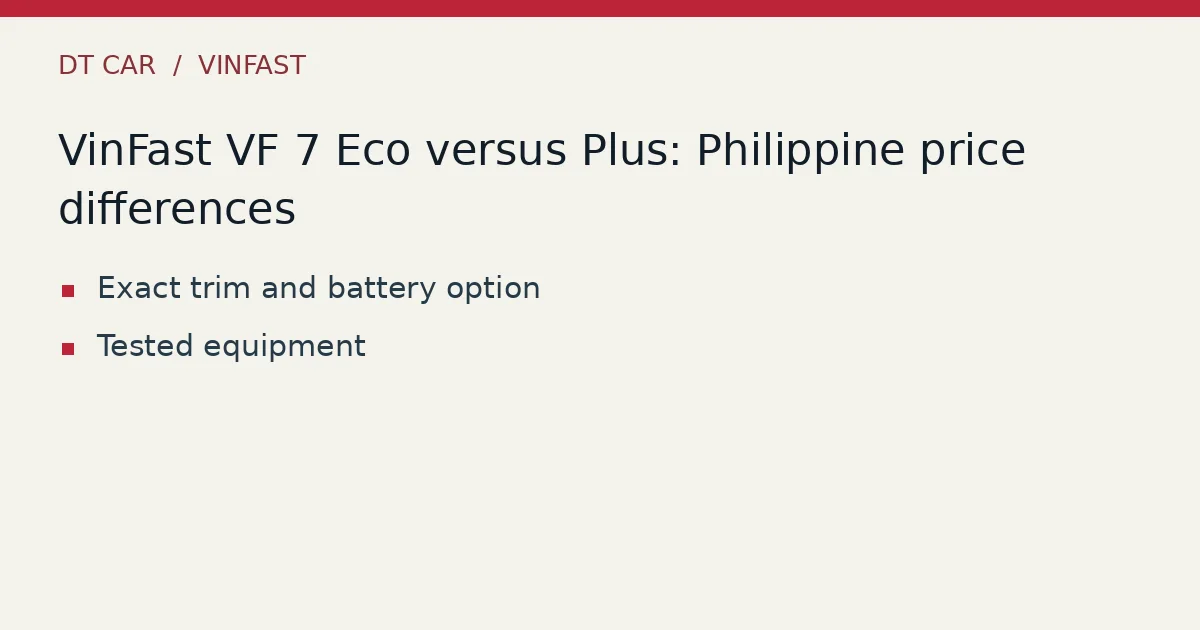 DT CAR / VINFAST
VinFast VF 7 Eco versus Plus: Philippine price
differences
Exact trim and battery option
Tested equipment